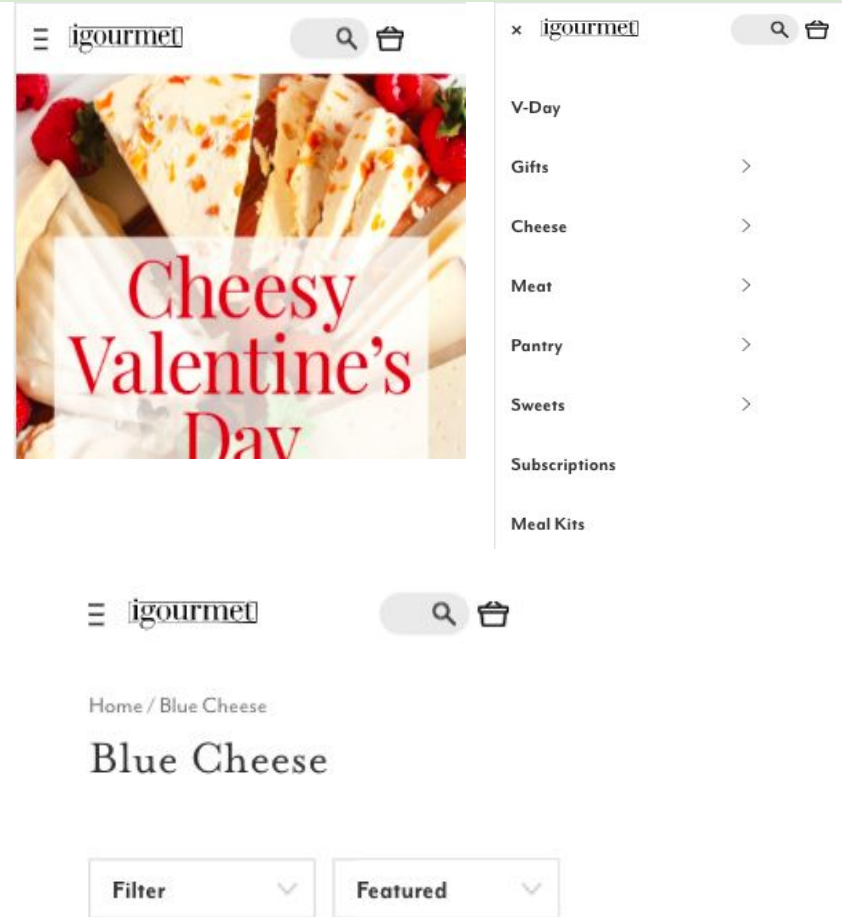 igourmet
Cheesy
Valentine's
Day
igourmet
V-Day
Gifts
Cheese
Meat
Pantry
Sweets
Subscriptions
Meal Kits
igourmet
Home / Blue Cheese
Blue Cheese
Filter
Featured